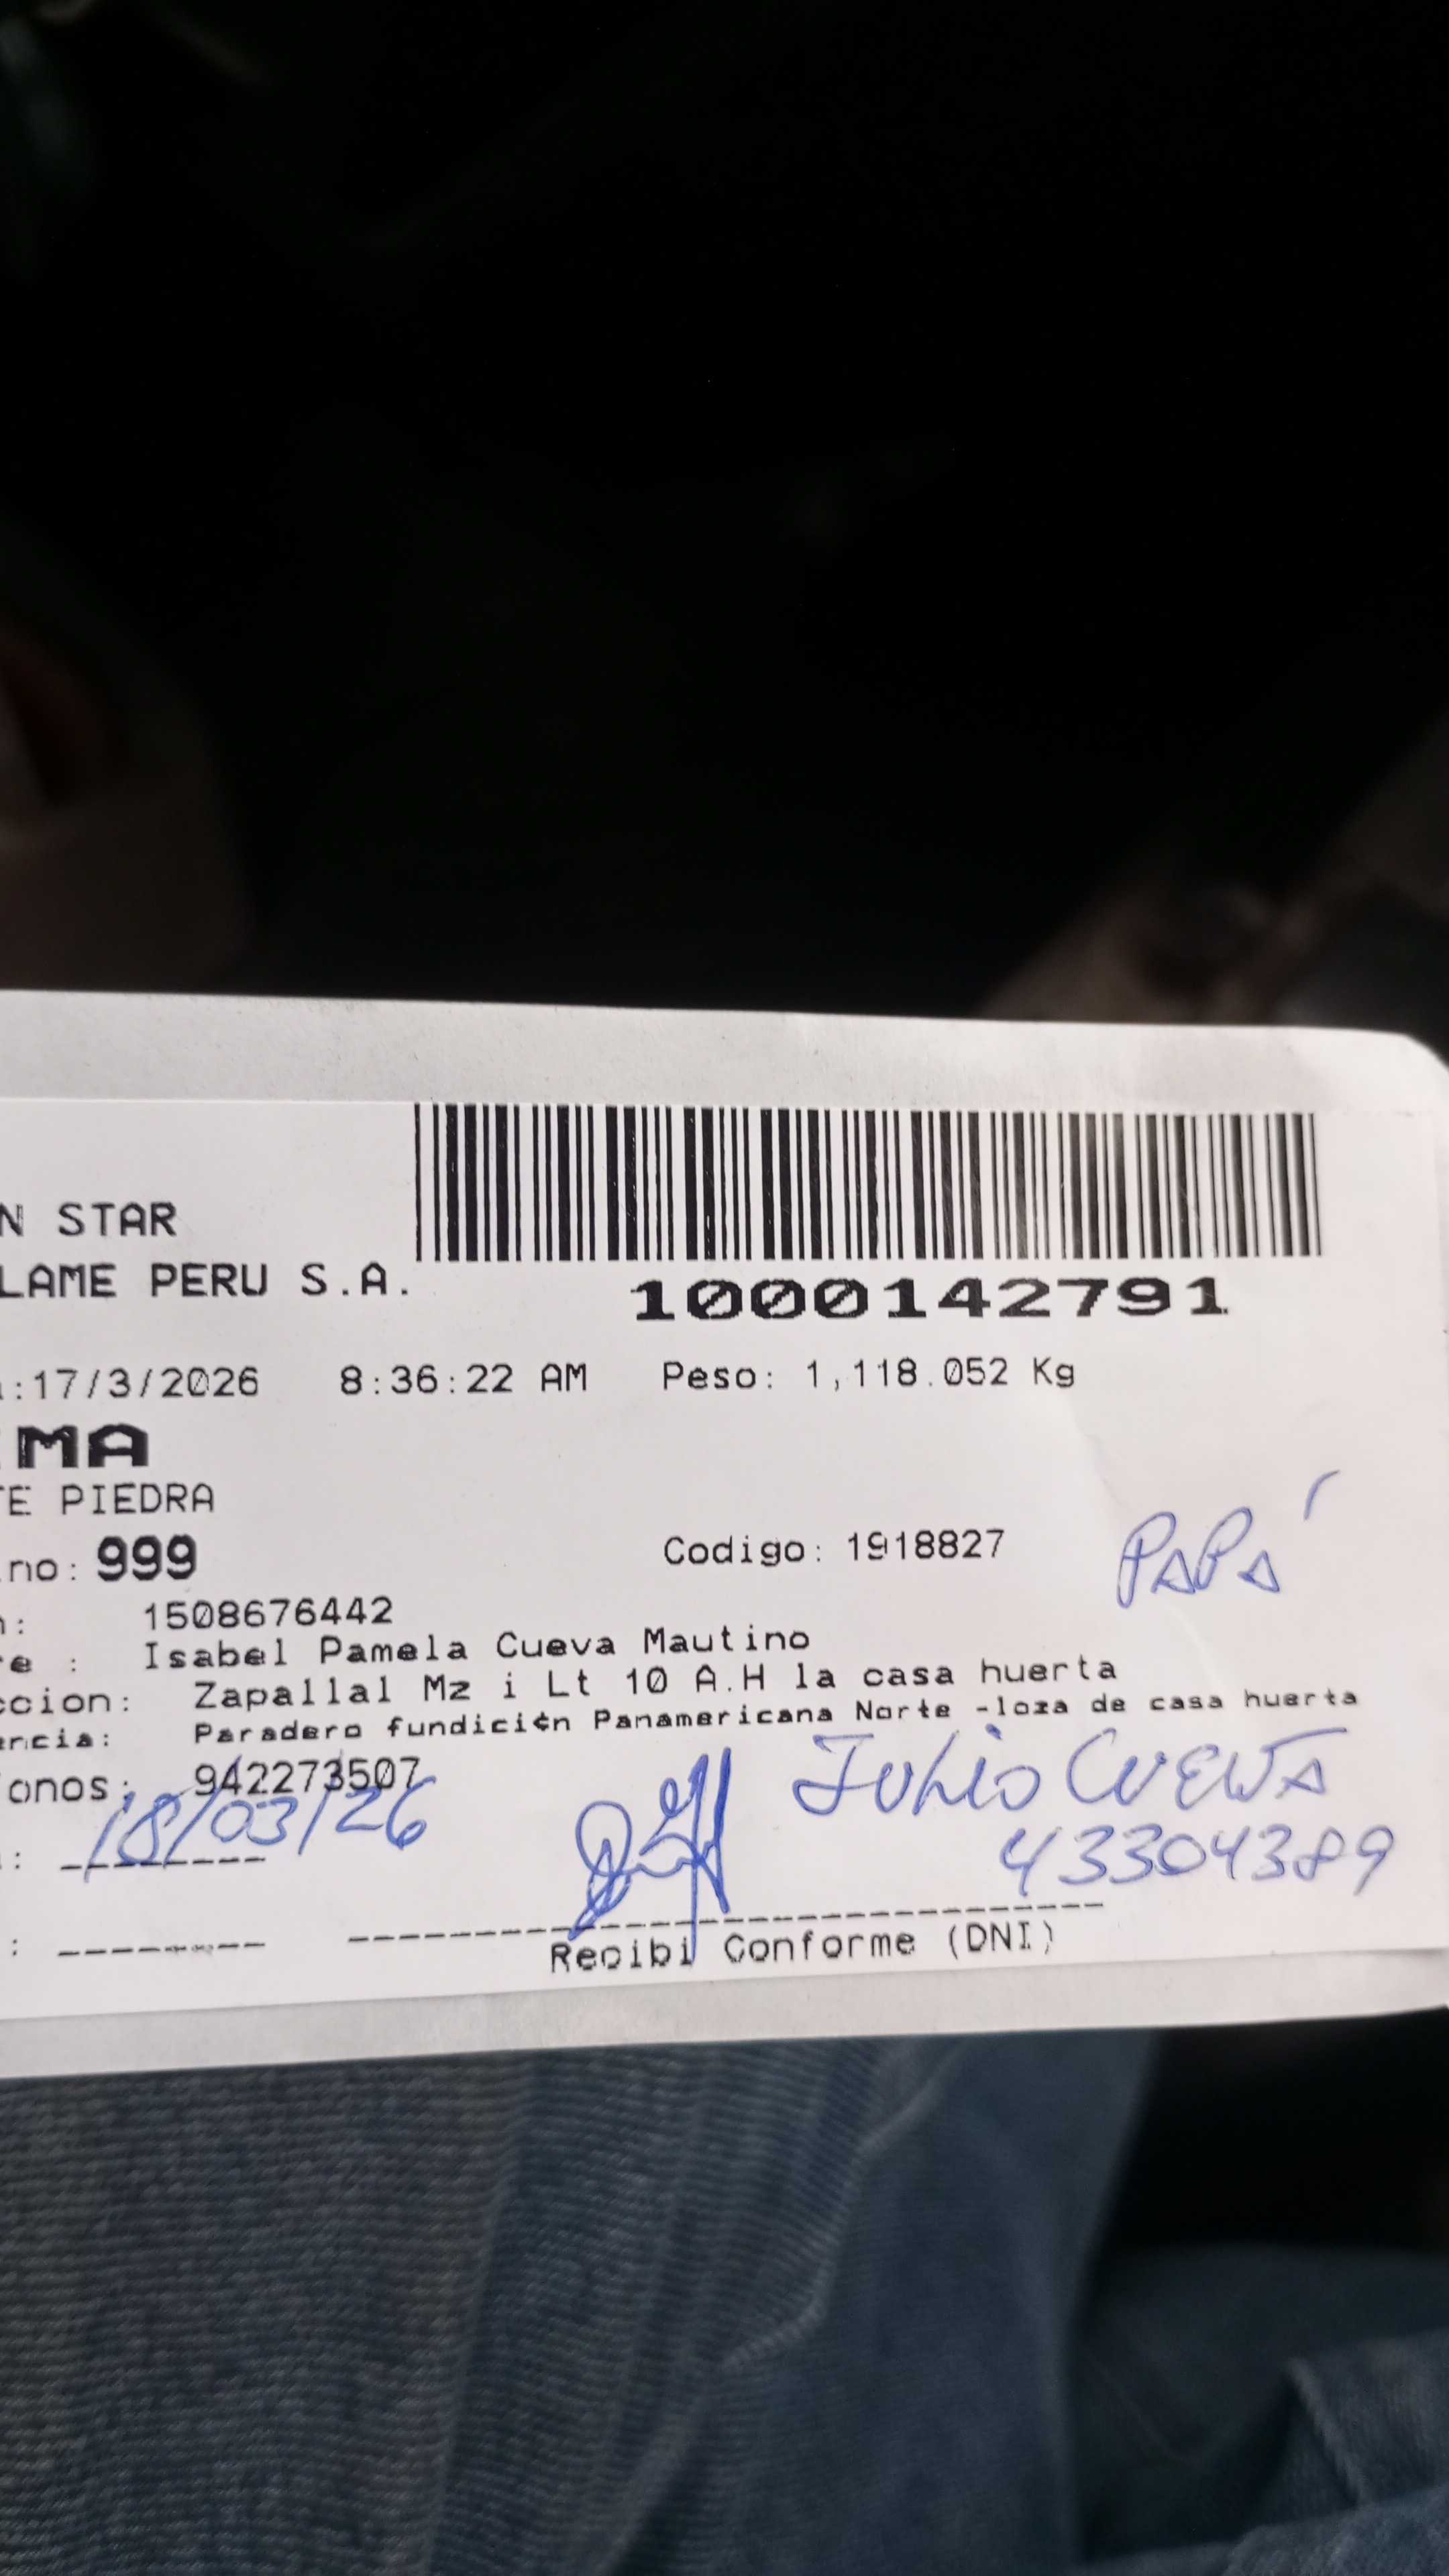 N STAR
LAME PERU S.A.
1000142791
:17/3/2026 8:36:22 AM Peso: 1,118.052 Kg
MA
E PIEDRA
no: 999 Codigo: 1918827 PAPÁ
: 1508676442
e : Isabel Pamela Cueva Mautino
ccion: Zapallal Mz i Lt 10 A.H la casa huerta
encia: Paradero fundición Panamericana Norte -loza de casa huerta
onos: 942273507
: 18/03/26 Julio CUEVA
43304389
: Recibi Conforme (DNI)